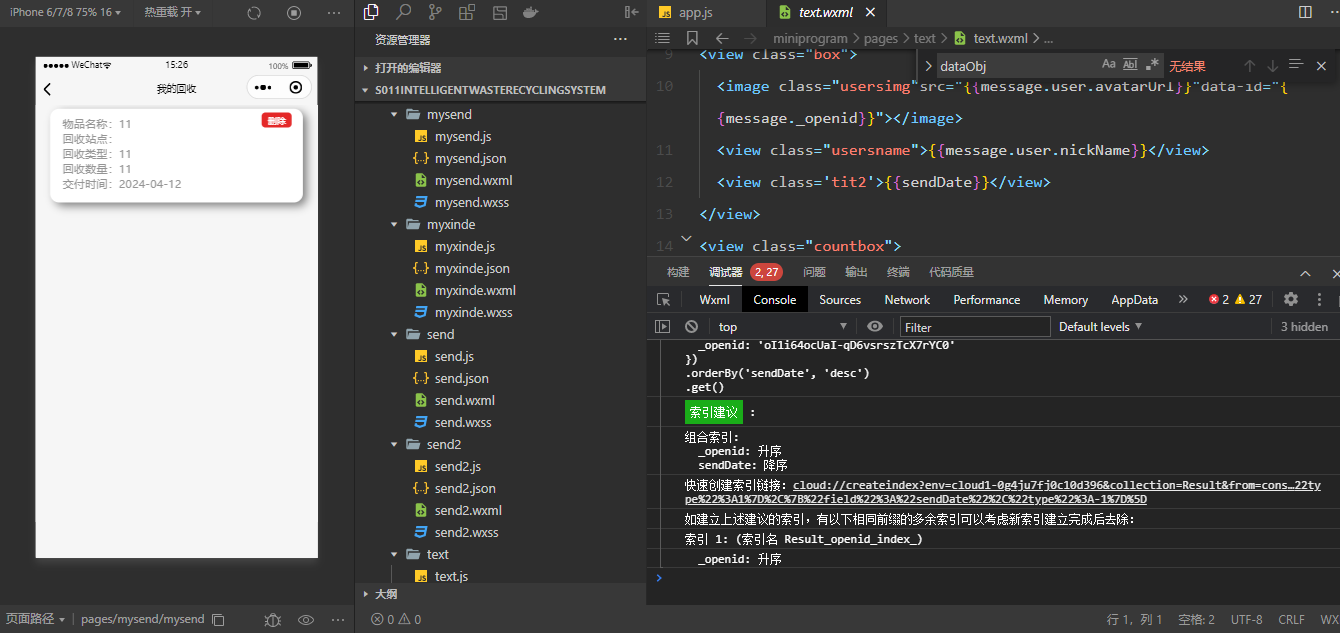 iPhone 6/7/8 75% 16
热重载 开
WeChat
15:26
100%
我的回收
物品名称： 11
删除
回收站点：
回收类型： 11
回收数量： 11
交付时间： 2024-04-12
页面路径
pages/mysend/mysend
资源管理器
打开的编辑器
S011INTELLIGENTWASTERECYCLINGSYSTEM
mysend
mysend.js
mysend.json
mysend.wxml
mysend.wxss
myxinde
myxinde.js
myxinde.json
myxinde.wxml
myxinde.wxss
send
send.js
send.json
send.wxml
send.wxss
send2
send2.js
send2.json
send2.wxml
send2.wxss
text
text.js
大纲
0 0
app.js
text.wxml
miniprogram > pages > text > text.wxml > ...
dataObj
Aa Abl .*
无结果
9 <view class="box">
10 <image class="usersimg"src="{{message.user.avatarUrl}}"data-id="{
{message._openid}}"></image>
11 <view class="usersname">{{message.user.nickName}}</view>
12 <view class='tit2'>{{sendDate}}</view>
13 </view>
14 <view class="countbox">
构建 调试器 2, 27 问题 输出 终端 代码质量
Wxml Console Sources Network Performance Memory AppData » 2 27
top Filter Default levels 3 hidden
_openid: 'oI1i64ocUaI-qD6vsrszTcX7rYC0'
})
.orderBy('sendDate', 'desc')
.get()
索引建议 :
组合索引:
_openid: 升序
sendDate: 降序
快速创建索引链接: cloud://createindex?env=cloud1-0g4ju7fj0c10d396&collection=Result&from=cons…22ty
pe%22%3A1%7D%2C%7B%22field%22%3A%22sendDate%22%2C%22type%22%3A-1%7D%5D
如建立上述建议的索引，有以下相同前缀的多余索引可以考虑新索引建立完成后去除:
索引 1: (索引名 Result_openid_index_)
_openid: 升序
>
行 1，列 1 空格: 2 UTF-8 CRLF WX